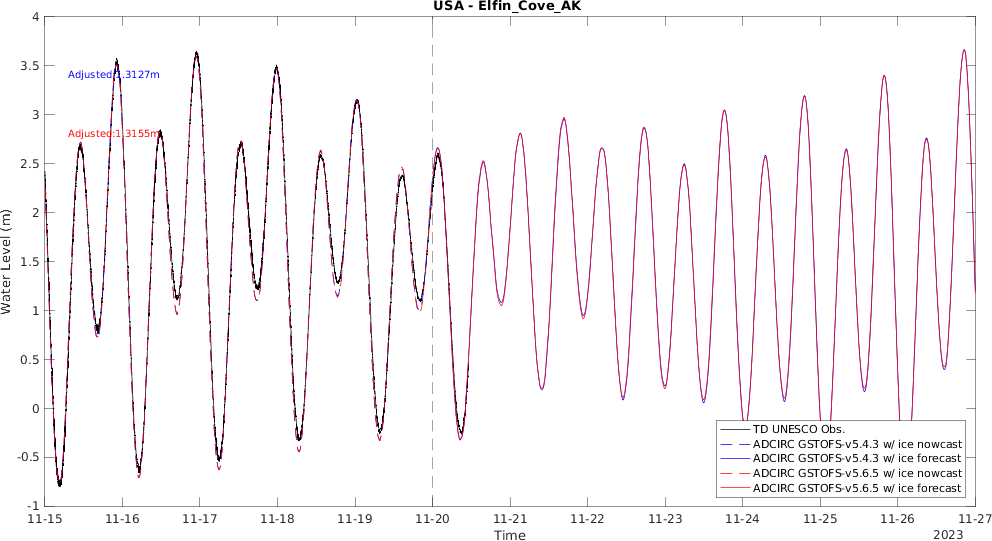 USA - Elfin_Cove_AK
Water Level (m)
4
3.5
3
2.5
2
1.5
1
0.5
0
-0.5
-1
Adjusted:1.3127m
Adjusted:1.3155m
TD UNESCO Obs.
ADCIRC GSTOFS-v5.4.3 w/ ice nowcast
ADCIRC GSTOFS-v5.4.3 w/ ice forecast
ADCIRC GSTOFS-v5.6.5 w/ ice nowcast
ADCIRC GSTOFS-v5.6.5 w/ ice forecast
11-15 11-16 11-17 11-18 11-19 11-20 11-21 11-22 11-23 11-24 11-25 11-26 11-27
Time
2023